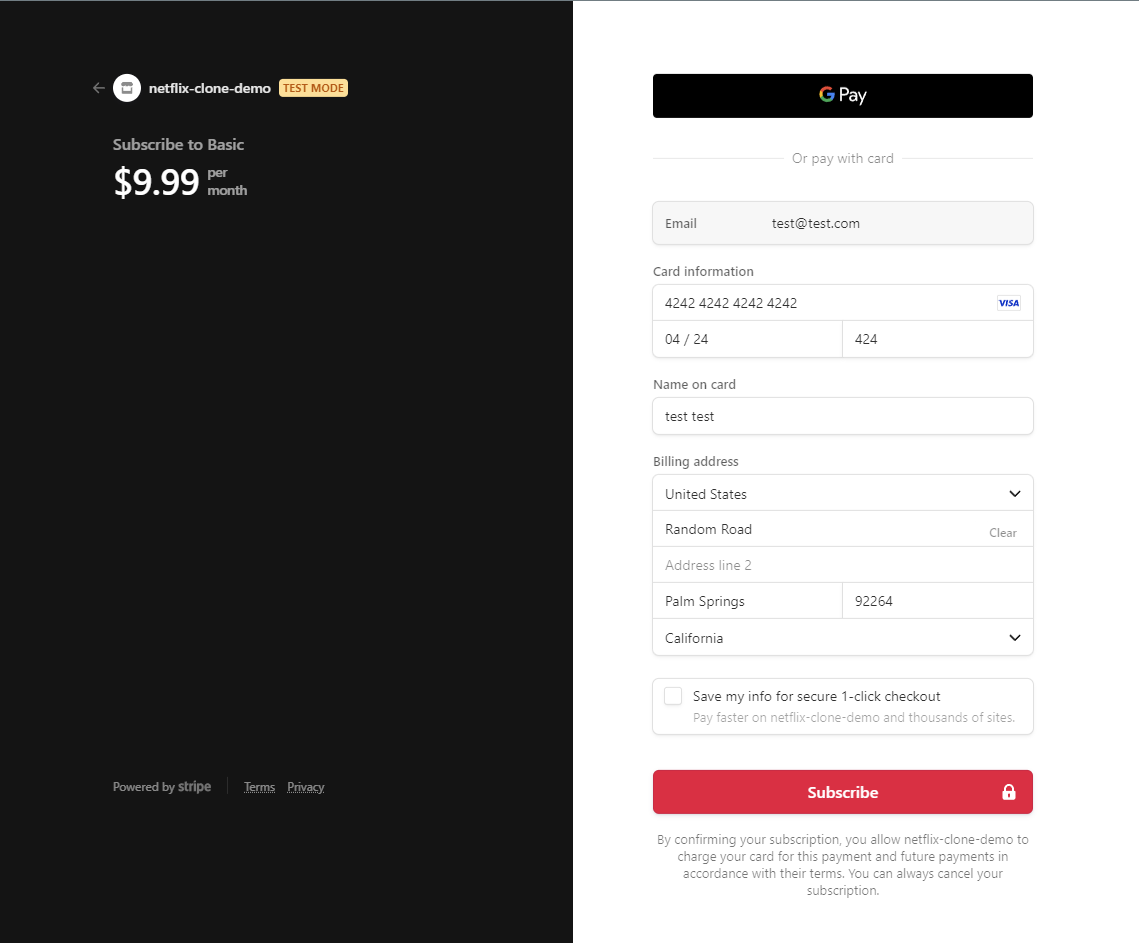 netflix-clone-demo TEST MODE
Subscribe to Basic
$9.99 per
month
Powered by stripe Terms Privacy
G Pay
Or pay with card
Email test@test.com
Card information
4242 4242 4242 4242 VISA
04 / 24 424
Name on card
test test
Billing address
United States
Random Road Clear
Address line 2
Palm Springs 92264
California
Save my info for secure 1-click checkout
Pay faster on netflix-clone-demo and thousands of sites.
Subscribe
By confirming your subscription, you allow netflix-clone-demo to
charge your card for this payment and future payments in
accordance with their terms. You can always cancel your
subscription.